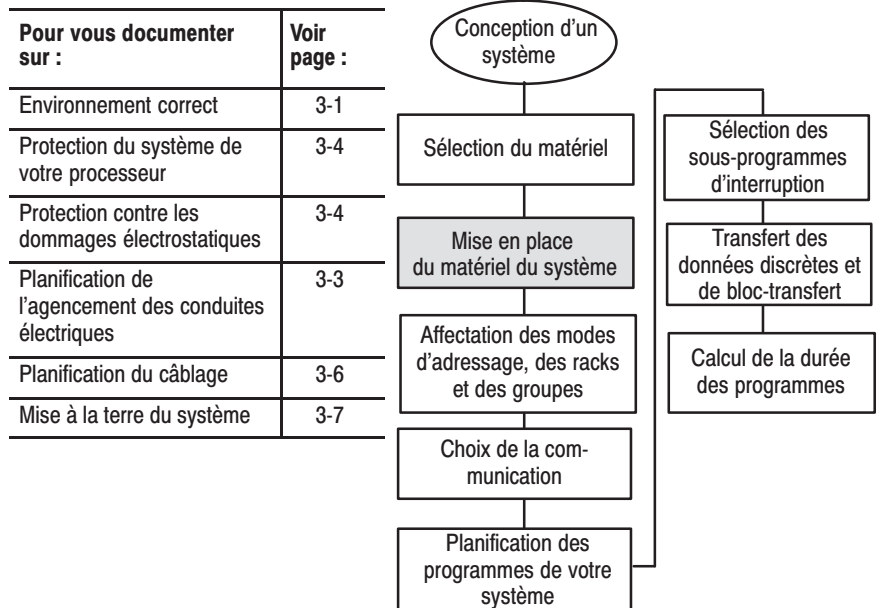 Pour vous documenter
sur :
Voir
page :
Environnement correct
3-1
Protection du système de
votre processeur
3-4
Protection contre les
dommages électrostatiques
3-4
Planification de
l'agencement des conduites
électriques
3-3
Planification du câblage
3-6
Mise à la terre du système
3-7
Conception d'un
système
Sélection du matériel
Mise en place
du matériel du système
Affectation des modes
d'adressage, des racks
et des groupes
Choix de la com-
munication
Planification des
programmes de votre
système
Sélection des
sous-programmes
d'interruption
Transfert des
données discrètes et
de bloc-transfert
Calcul de la durée
des programmes